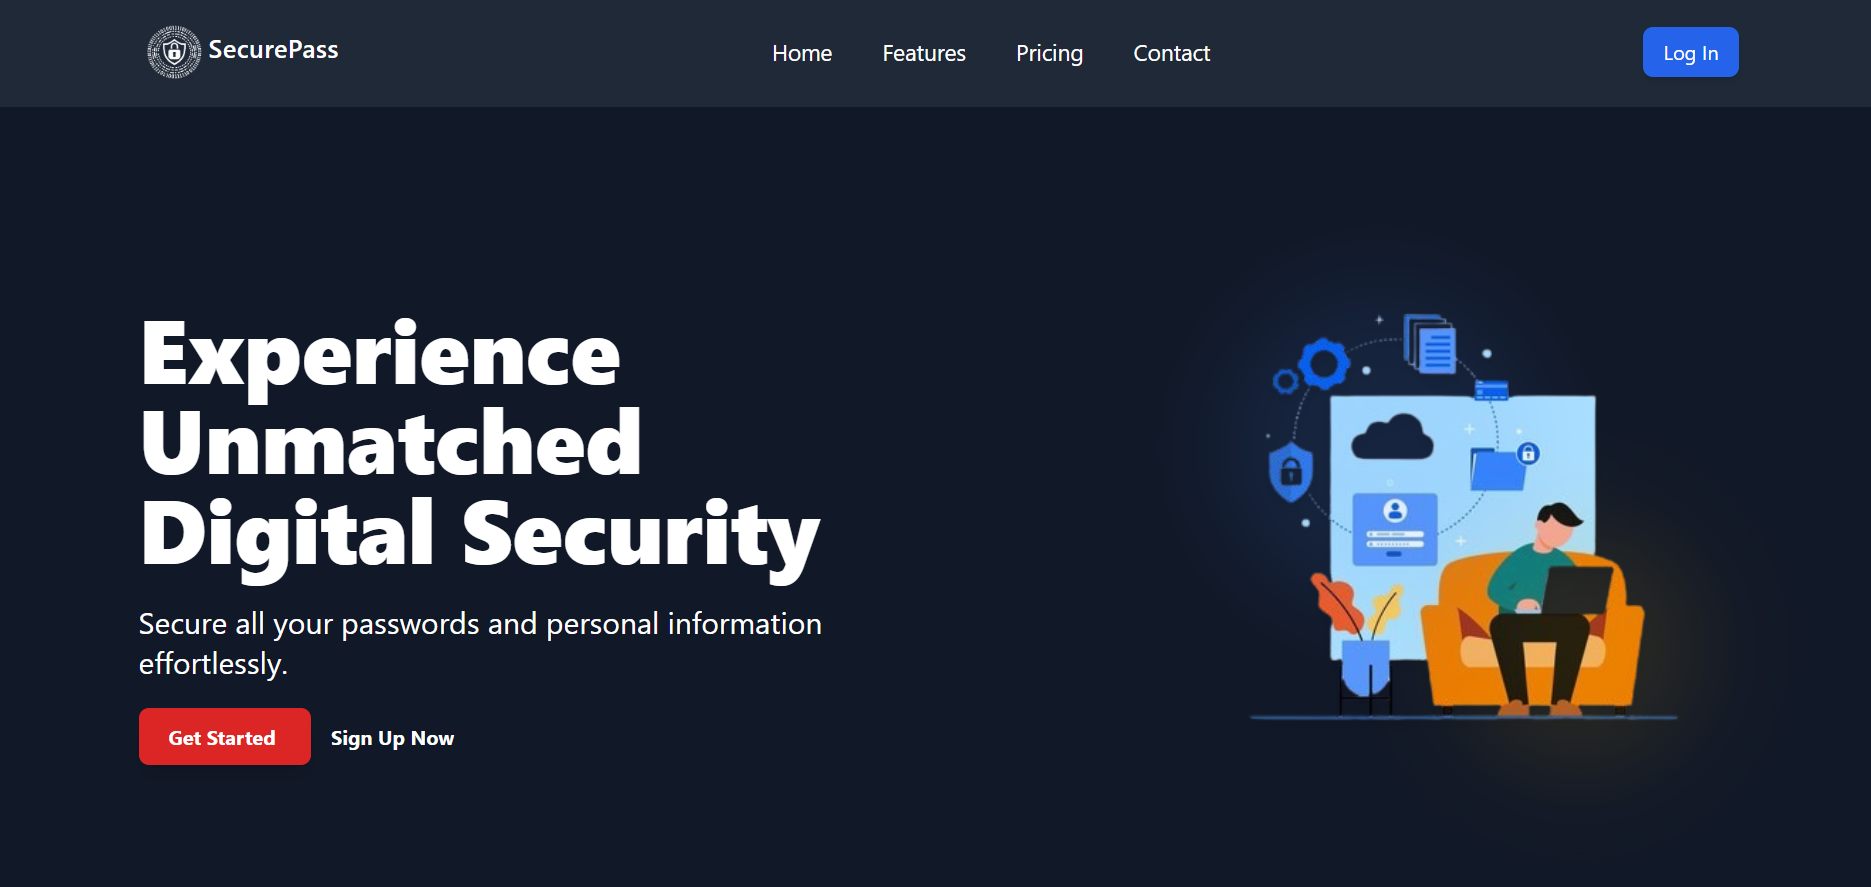 SecurePass
Home
Features
Pricing
Contact
Log In
Experience
Unmatched
Digital Security
Secure all your passwords and personal information
effortlessly.
Get Started
Sign Up Now